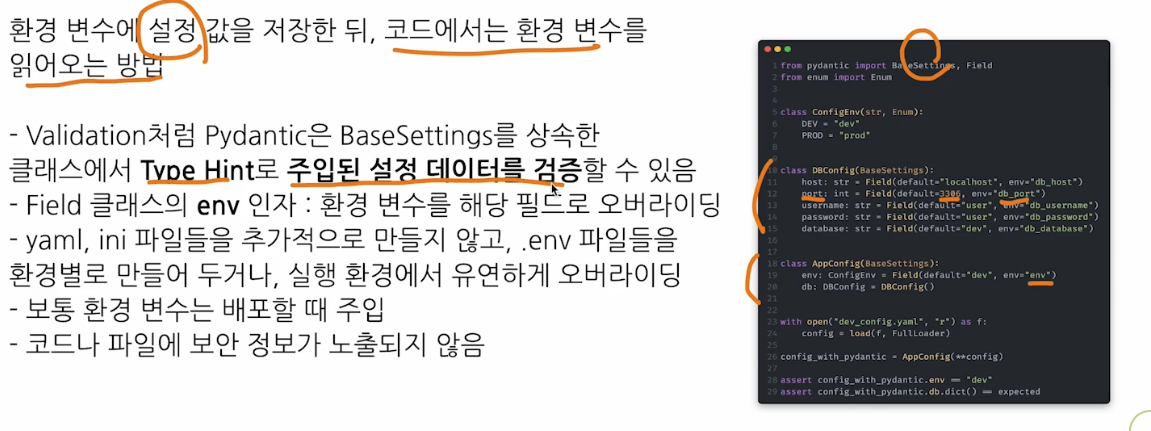 환경 변수에 설정 값을 저장한 뒤, 코드에서는 환경 변수를
읽어오는 방법
- Validation처럼 Pydantic은 BaseSettings를 상속한
클래스에서 Type Hint로 주입된 설정 데이터를 검증할 수 있음
- Field 클래스의 env 인자 : 환경 변수를 해당 필드로 오버라이딩
- yaml, ini 파일들을 추가적으로 만들지 않고, .env 파일들을
환경별로 만들어 두거나, 실행 환경에서 유연하게 오버라이딩
- 보통 환경 변수는 배포할 때 주입
- 코드나 파일에 보안 정보가 노출되지 않음
1 from pydantic import BaseSettings, Field
2 from enum import Enum
3
4
5 class ConfigEnv(str, Enum):
6     DEV = "dev"
7     PROD = "prod"
8
9
10 class DBConfig(BaseSettings):
11     host: str = Field(default="localhost", env="db_host")
12     port: int = Field(default=3306, env="db_port")
13     username: str = Field(default="user", env="db_username")
14     password: str = Field(default="user", env="db_password")
15     database: str = Field(default="dev", env="db_database")
16
17
18 class AppConfig(BaseSettings):
19     env: ConfigEnv = Field(default="dev", env="env")
20     db: DBConfig = DBConfig()
21
22
23 with open("dev_config.yaml", "r") as f:
24     config = load(f, FullLoader)
25
26 config_with_pydantic = AppConfig(**config)
27
28 assert config_with_pydantic.env == "dev"
29 assert config_with_pydantic.db.dict() == expected